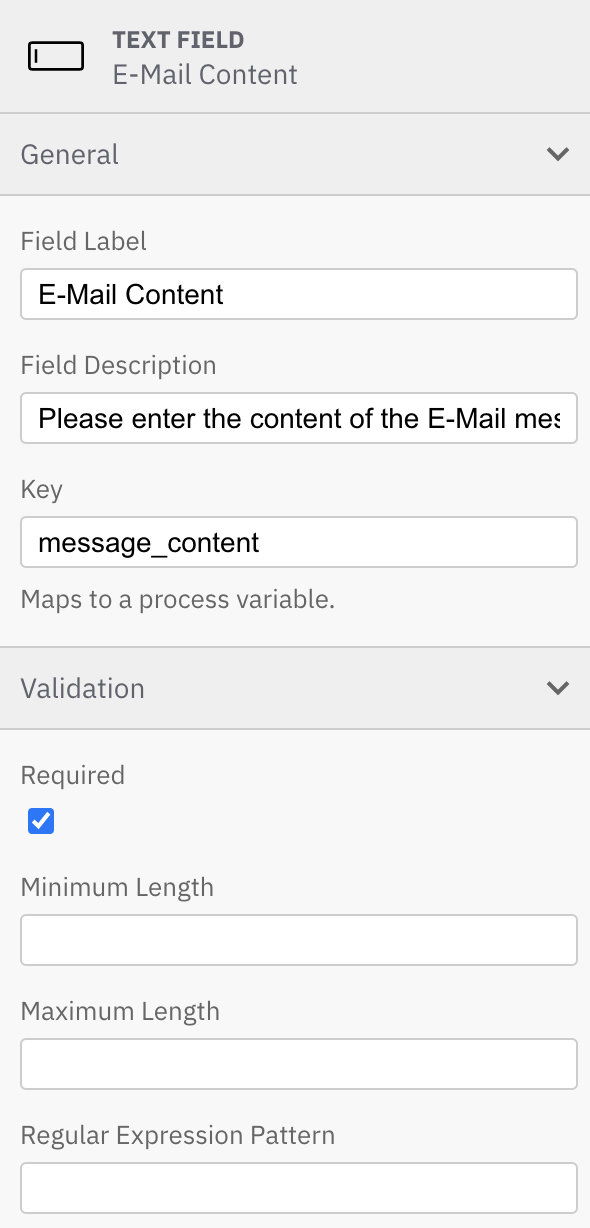 TEXT FIELD
E-Mail Content
General
Field Label
E-Mail Content
Field Description
Please enter the content of the E-Mail
Key
message_content
Maps to a process variable.
Validation
Required
Minimum Length
Maximum Length
Regular Expression Pattern